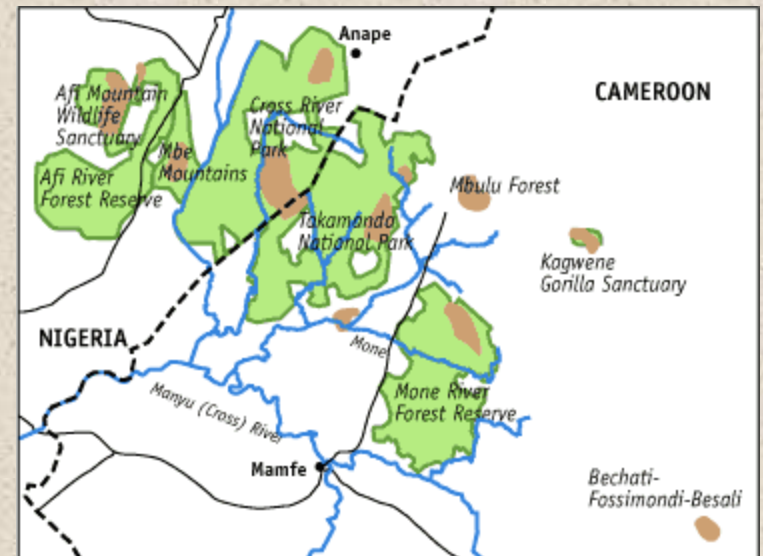 Anape
CAMEROON
Afi Mountain
Wildlife
Sanctuary
Cross River
National
Park
Mbe
Mountains
Afi River
Forest Reserve
Mbulu Forest
Takamanda
National Park
Kagwene
Gorilla Sanctuary
NIGERIA
Mone
Manyu (Cross) River
Mone River
Forest Reserve
Mamfe
Bechati-
Fossimondi-Besali